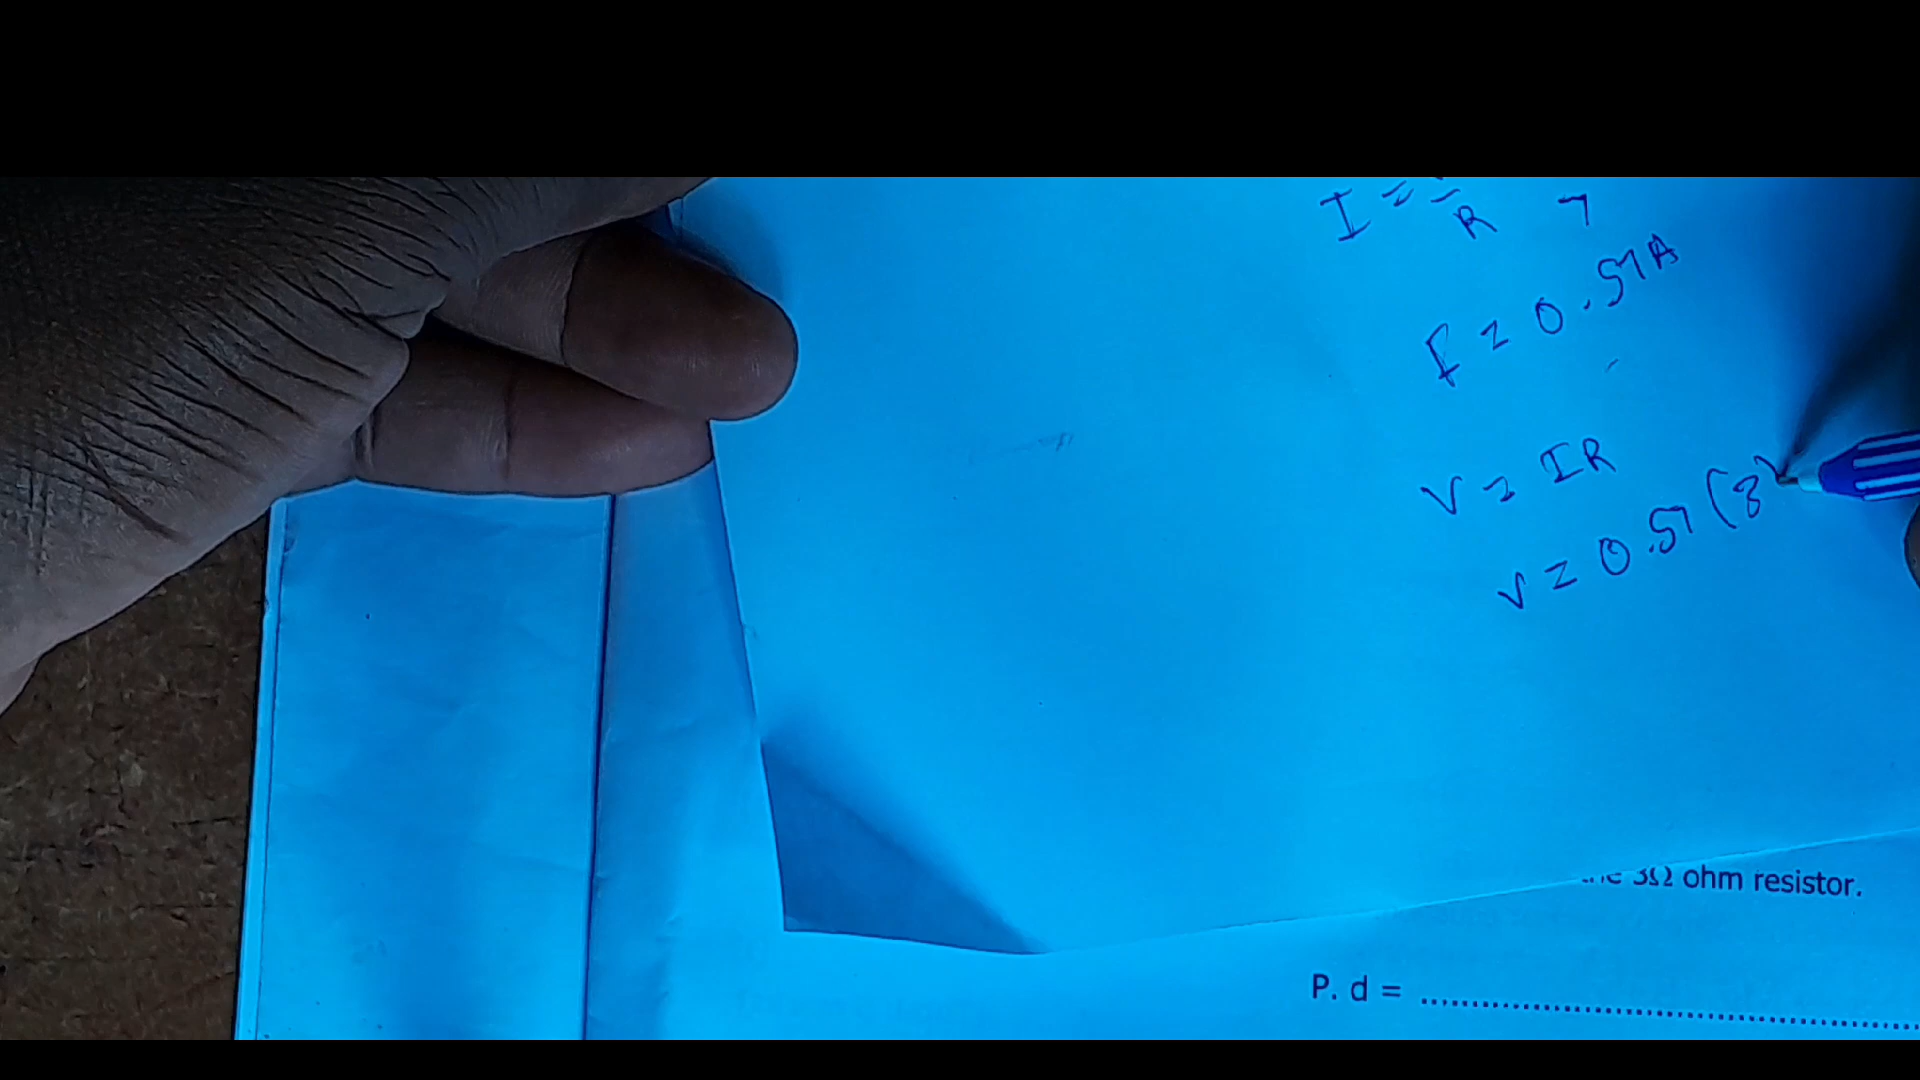 I = R 7
I = 0.57A
V = IR
V = 0.57(3)
3Ω ohm resistor.
P. d = ........................................